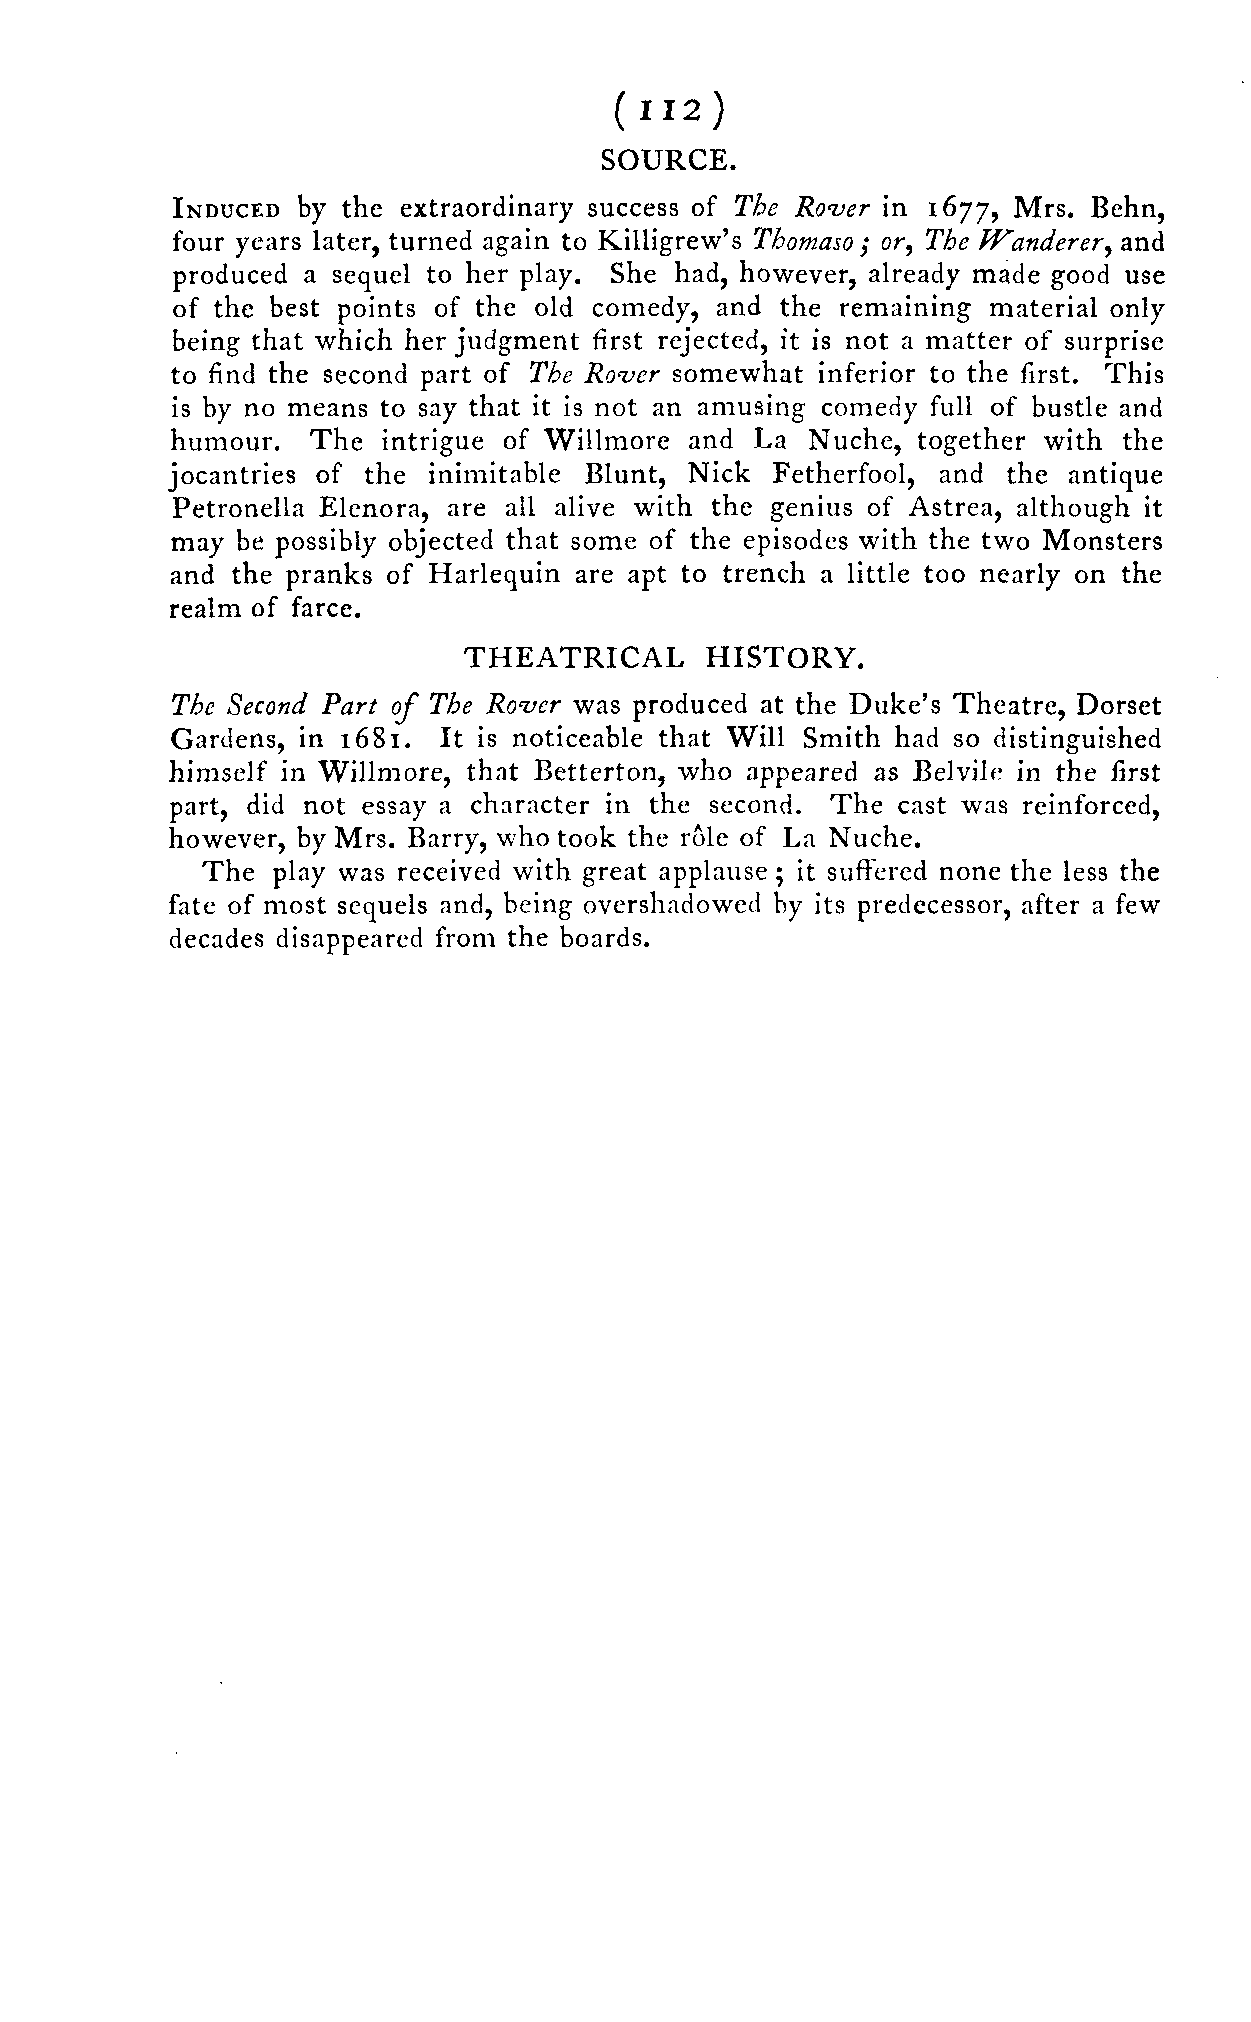 ( 112 )
SOURCE.
INDUCED by the extraordinary success of The Rover in 1677, Mrs. Behn,
four years later, turned again to Killigrew's Thomaso; or, The Wanderer, and
produced a sequel to her play. She had, however, already made good use
of the best points of the old comedy, and the remaining material only
being that which her judgment first rejected, it is not a matter of surprise
to find the second part of The Rover somewhat inferior to the first. This
is by no means to say that it is not an amusing comedy full of bustle and
humour. The intrigue of Willmore and La Nuche, together with the
jocantries of the inimitable Blunt, Nick Fetherfool, and the antique
Petronella Elenora, are all alive with the genius of Astrea, although it
may be possibly objected that some of the episodes with the two Monsters
and the pranks of Harlequin are apt to trench a little too nearly on the
realm of farce.
THEATRICAL HISTORY.
The Second Part of The Rover was produced at the Duke's Theatre, Dorset
Gardens, in 1681. It is noticeable that Will Smith had so distinguished
himself in Willmore, that Betterton, who appeared as Belvile in the first
part, did not essay a character in the second. The cast was reinforced,
however, by Mrs. Barry, who took the rôle of La Nuche.
The play was received with great applause; it suffered none the less the
fate of most sequels and, being overshadowed by its predecessor, after a few
decades disappeared from the boards.